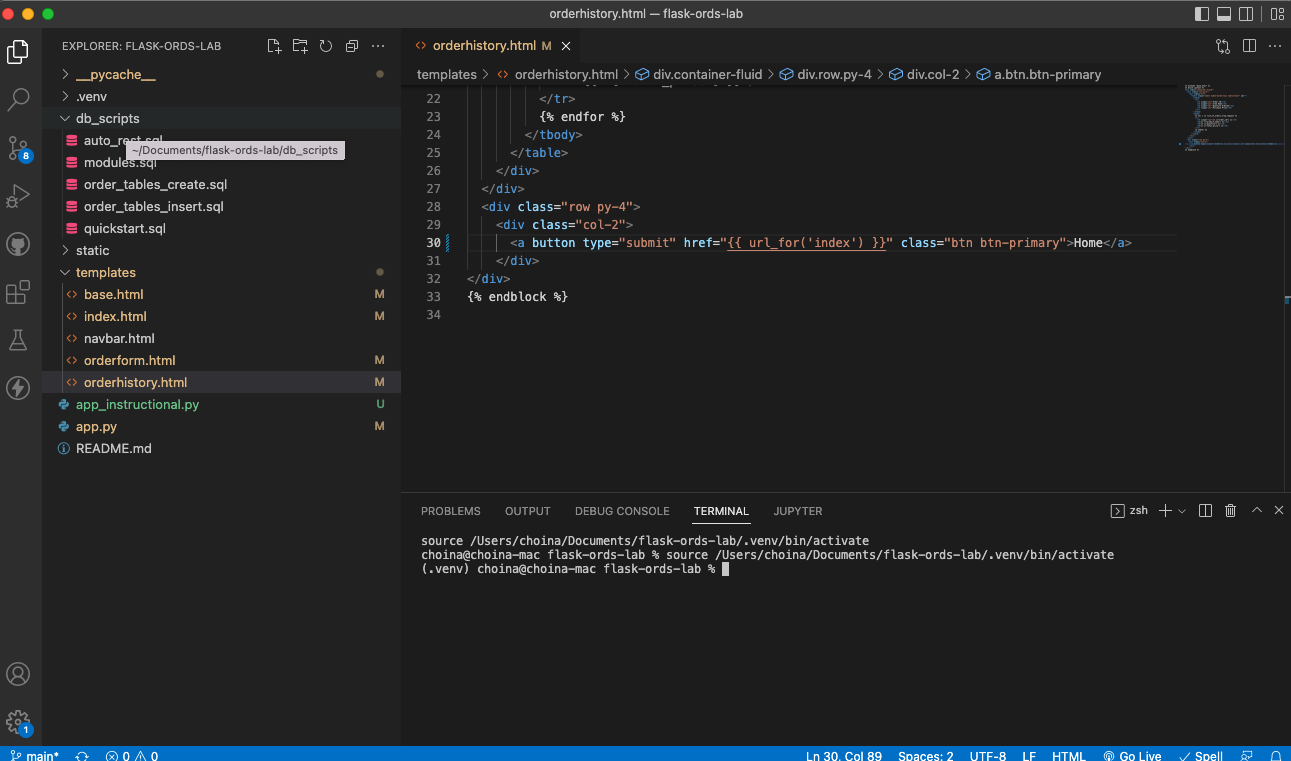 orderhistory.html — flask-ords-lab
EXPLORER: FLASK-ORDS-LAB
__pycache__
.venv
db_scripts
auto_rest.sql
~/Documents/flask-ords-lab/db_scripts
modules.sql
order_tables_create.sql
order_tables_insert.sql
quickstart.sql
static
templates
base.html M
index.html M
navbar.html
orderform.html M
orderhistory.html M
app_instructional.py U
app.py M
README.md
8
1
orderhistory.html M
templates > orderhistory.html > div.container-fluid > div.row.py-4 > div.col-2 > a.btn.btn-primary
22 </tr>
23 {% endfor %}
24 </tbody>
25 </table>
26 </div>
27 </div>
28 <div class="row py-4">
29 <div class="col-2">
30 <a button type="submit" href="{{ url_for('index') }}" class="btn btn-primary">Home</a>
31 </div>
32 </div>
33 {% endblock %}
34
PROBLEMS OUTPUT DEBUG CONSOLE TERMINAL JUPYTER zsh
source /Users/choina/Documents/flask-ords-lab/.venv/bin/activate
choina@choina-mac flask-ords-lab % source /Users/choina/Documents/flask-ords-lab/.venv/bin/activate
(.venv) choina@choina-mac flask-ords-lab %
main* 0 0 Ln 30, Col 89 Spaces: 2 UTF-8 LF HTML Go Live Spell